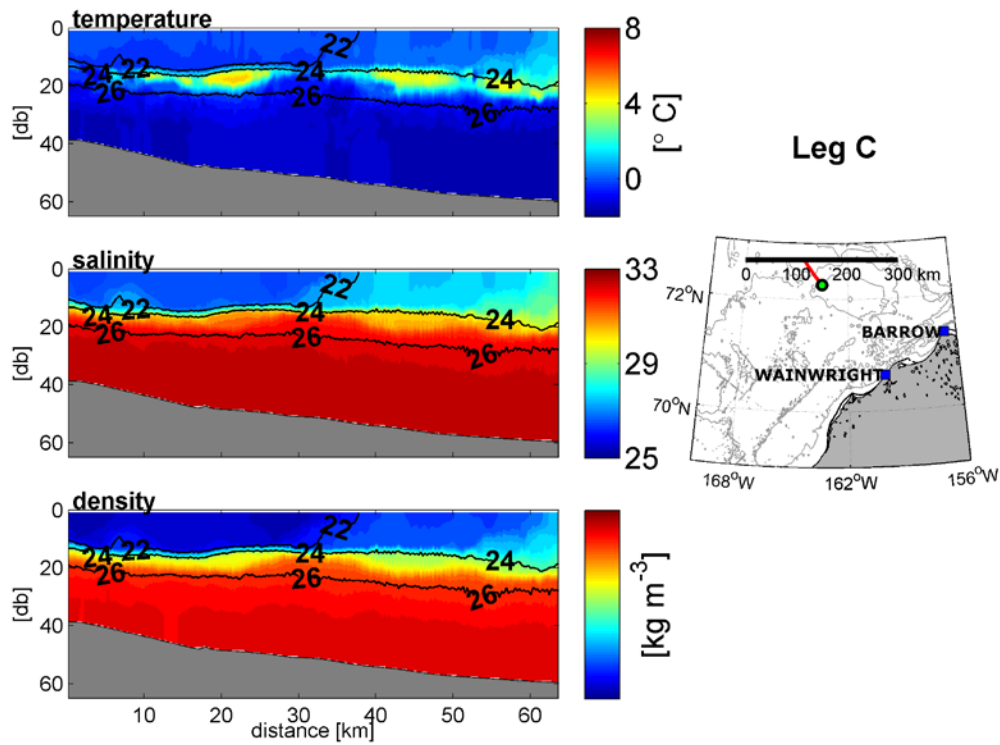 temperature
0
20
40
60
[db]
22
24
26
22
24
24
26
26
8
4
0
[° C]
Leg C
salinity
0
20
40
60
[db]
22
24
26
22
24
24
26
26
33
31
29
27
25
0 100 200 300 km
72°N
BARROW
WAINWRIGHT
70°N
168°W
162°W
156°W
density
0
20
40
60
[db]
22
24
26
22
24
24
26
26
[kg m⁻³]
10 20 30 40 50 60
distance [km]